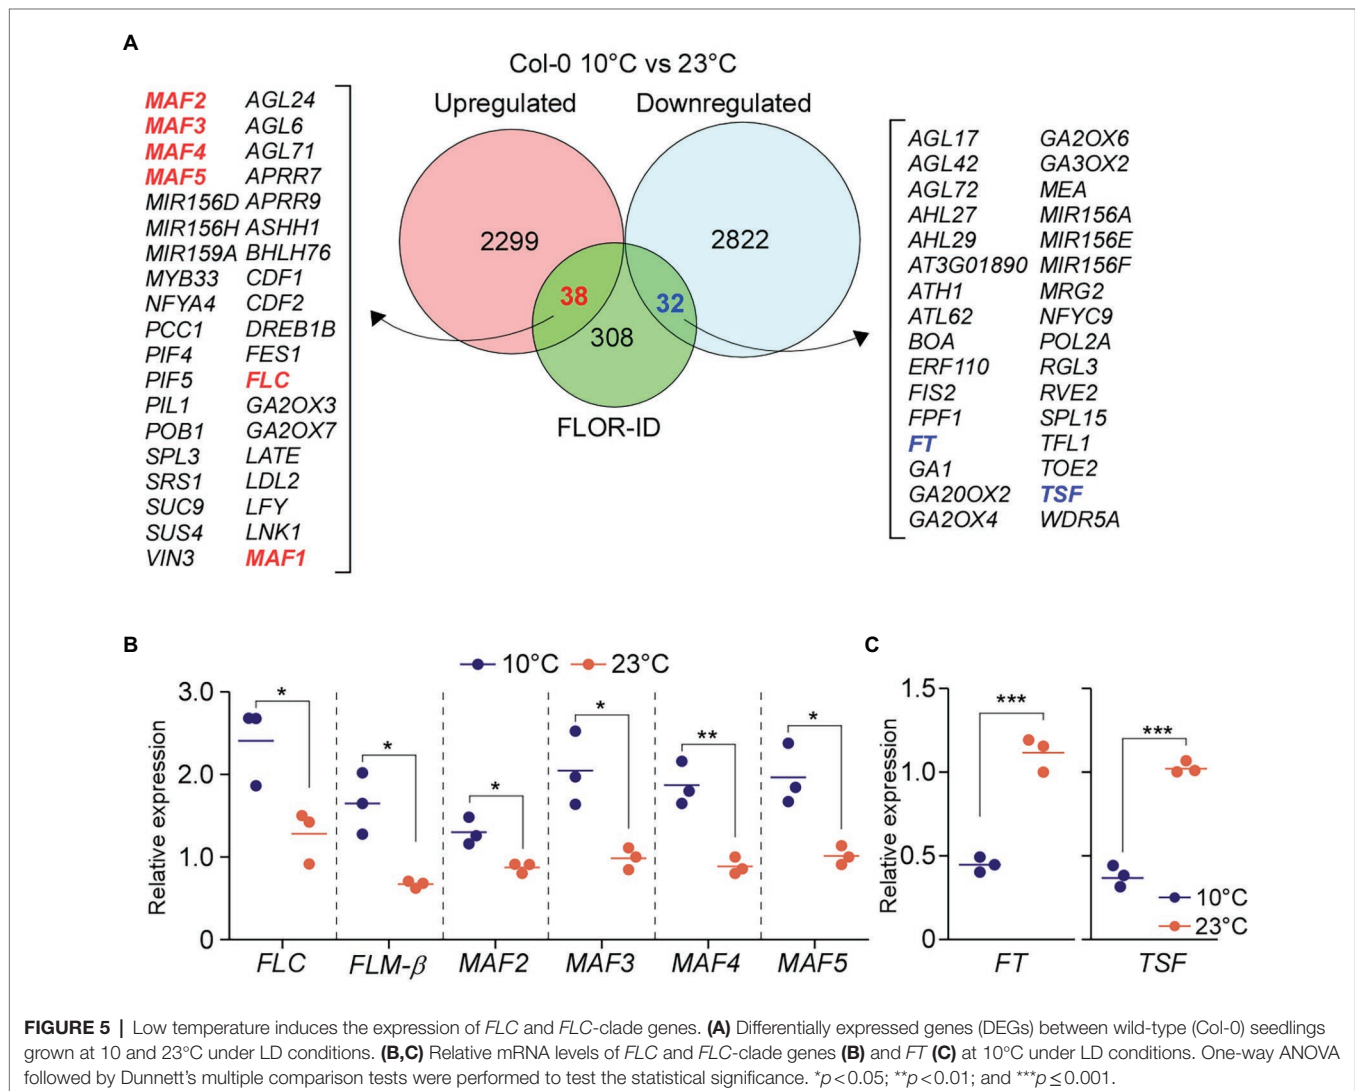 A
Col-0 10°C vs 23°C
Upregulated
Downregulated
MAF2 AGL24
MAF3 AGL6
MAF4 AGL71
MAF5 APRR7
MIR156D APRR9
MIR156H ASHH1
MIR159A BHLH76
MYB33 CDF1
NFYA4 CDF2
PCC1 DREB1B
PIF4 FES1
PIF5 FLC
PIL1 GA2OX3
POB1 GA2OX7
SPL3 LATE
SRS1 LDL2
SUC9 LFY
SUS4 LNK1
VIN3 MAF1
2299
2822
38
32
308
FLOR-ID
AGL17 GA2OX6
AGL42 GA3OX2
AGL72 MEA
AHL27 MIR156A
AHL29 MIR156E
AT3G01890 MIR156F
ATH1 MRG2
ATL62 NFYC9
BOA POL2A
ERF110 RGL3
FIS2 RVE2
FPF1 SPL15
FT TFL1
GA1 TOE2
GA20OX2 TSF
GA2OX4 WDR5A
B
10°C 23°C
Relative expression
3.0
2.0
1.0
0
*
*
*
*
**
*
FLC FLM-β MAF2 MAF3 MAF4 MAF5
C
Relative expression
1.5
1.0
0.5
0
***
***
10°C
23°C
FT TSF
FIGURE 5 | Low temperature induces the expression of FLC and FLC-clade genes. (A) Differentially expressed genes (DEGs) between wild-type (Col-0) seedlings
grown at 10 and 23°C under LD conditions. (B,C) Relative mRNA levels of FLC and FLC-clade genes (B) and FT (C) at 10°C under LD conditions. One-way ANOVA
followed by Dunnett's multiple comparison tests were performed to test the statistical significance. *p < 0.05; **p < 0.01; and ***p ≤ 0.001.